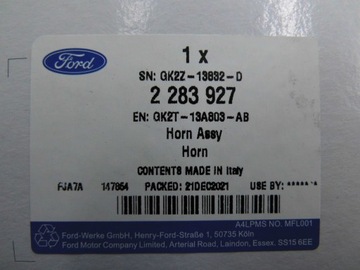 Ford
1 x
SN: GK2Z-13832-D
2 283 927
EN: GK2T-13A803-AB
Horn Assy
Horn
CONTENTS MADE IN Italy
FJA7A 147864 PACKED: 21DEC2021 USE BY: *****'*
A4LPMS NO. MFL001
Ford-Werke GmbH, Henry-Ford-Straße 1, 50735 Köln
Ford Motor Company Limited, Arterial Road, Laindon, Essex. SS15 6EE